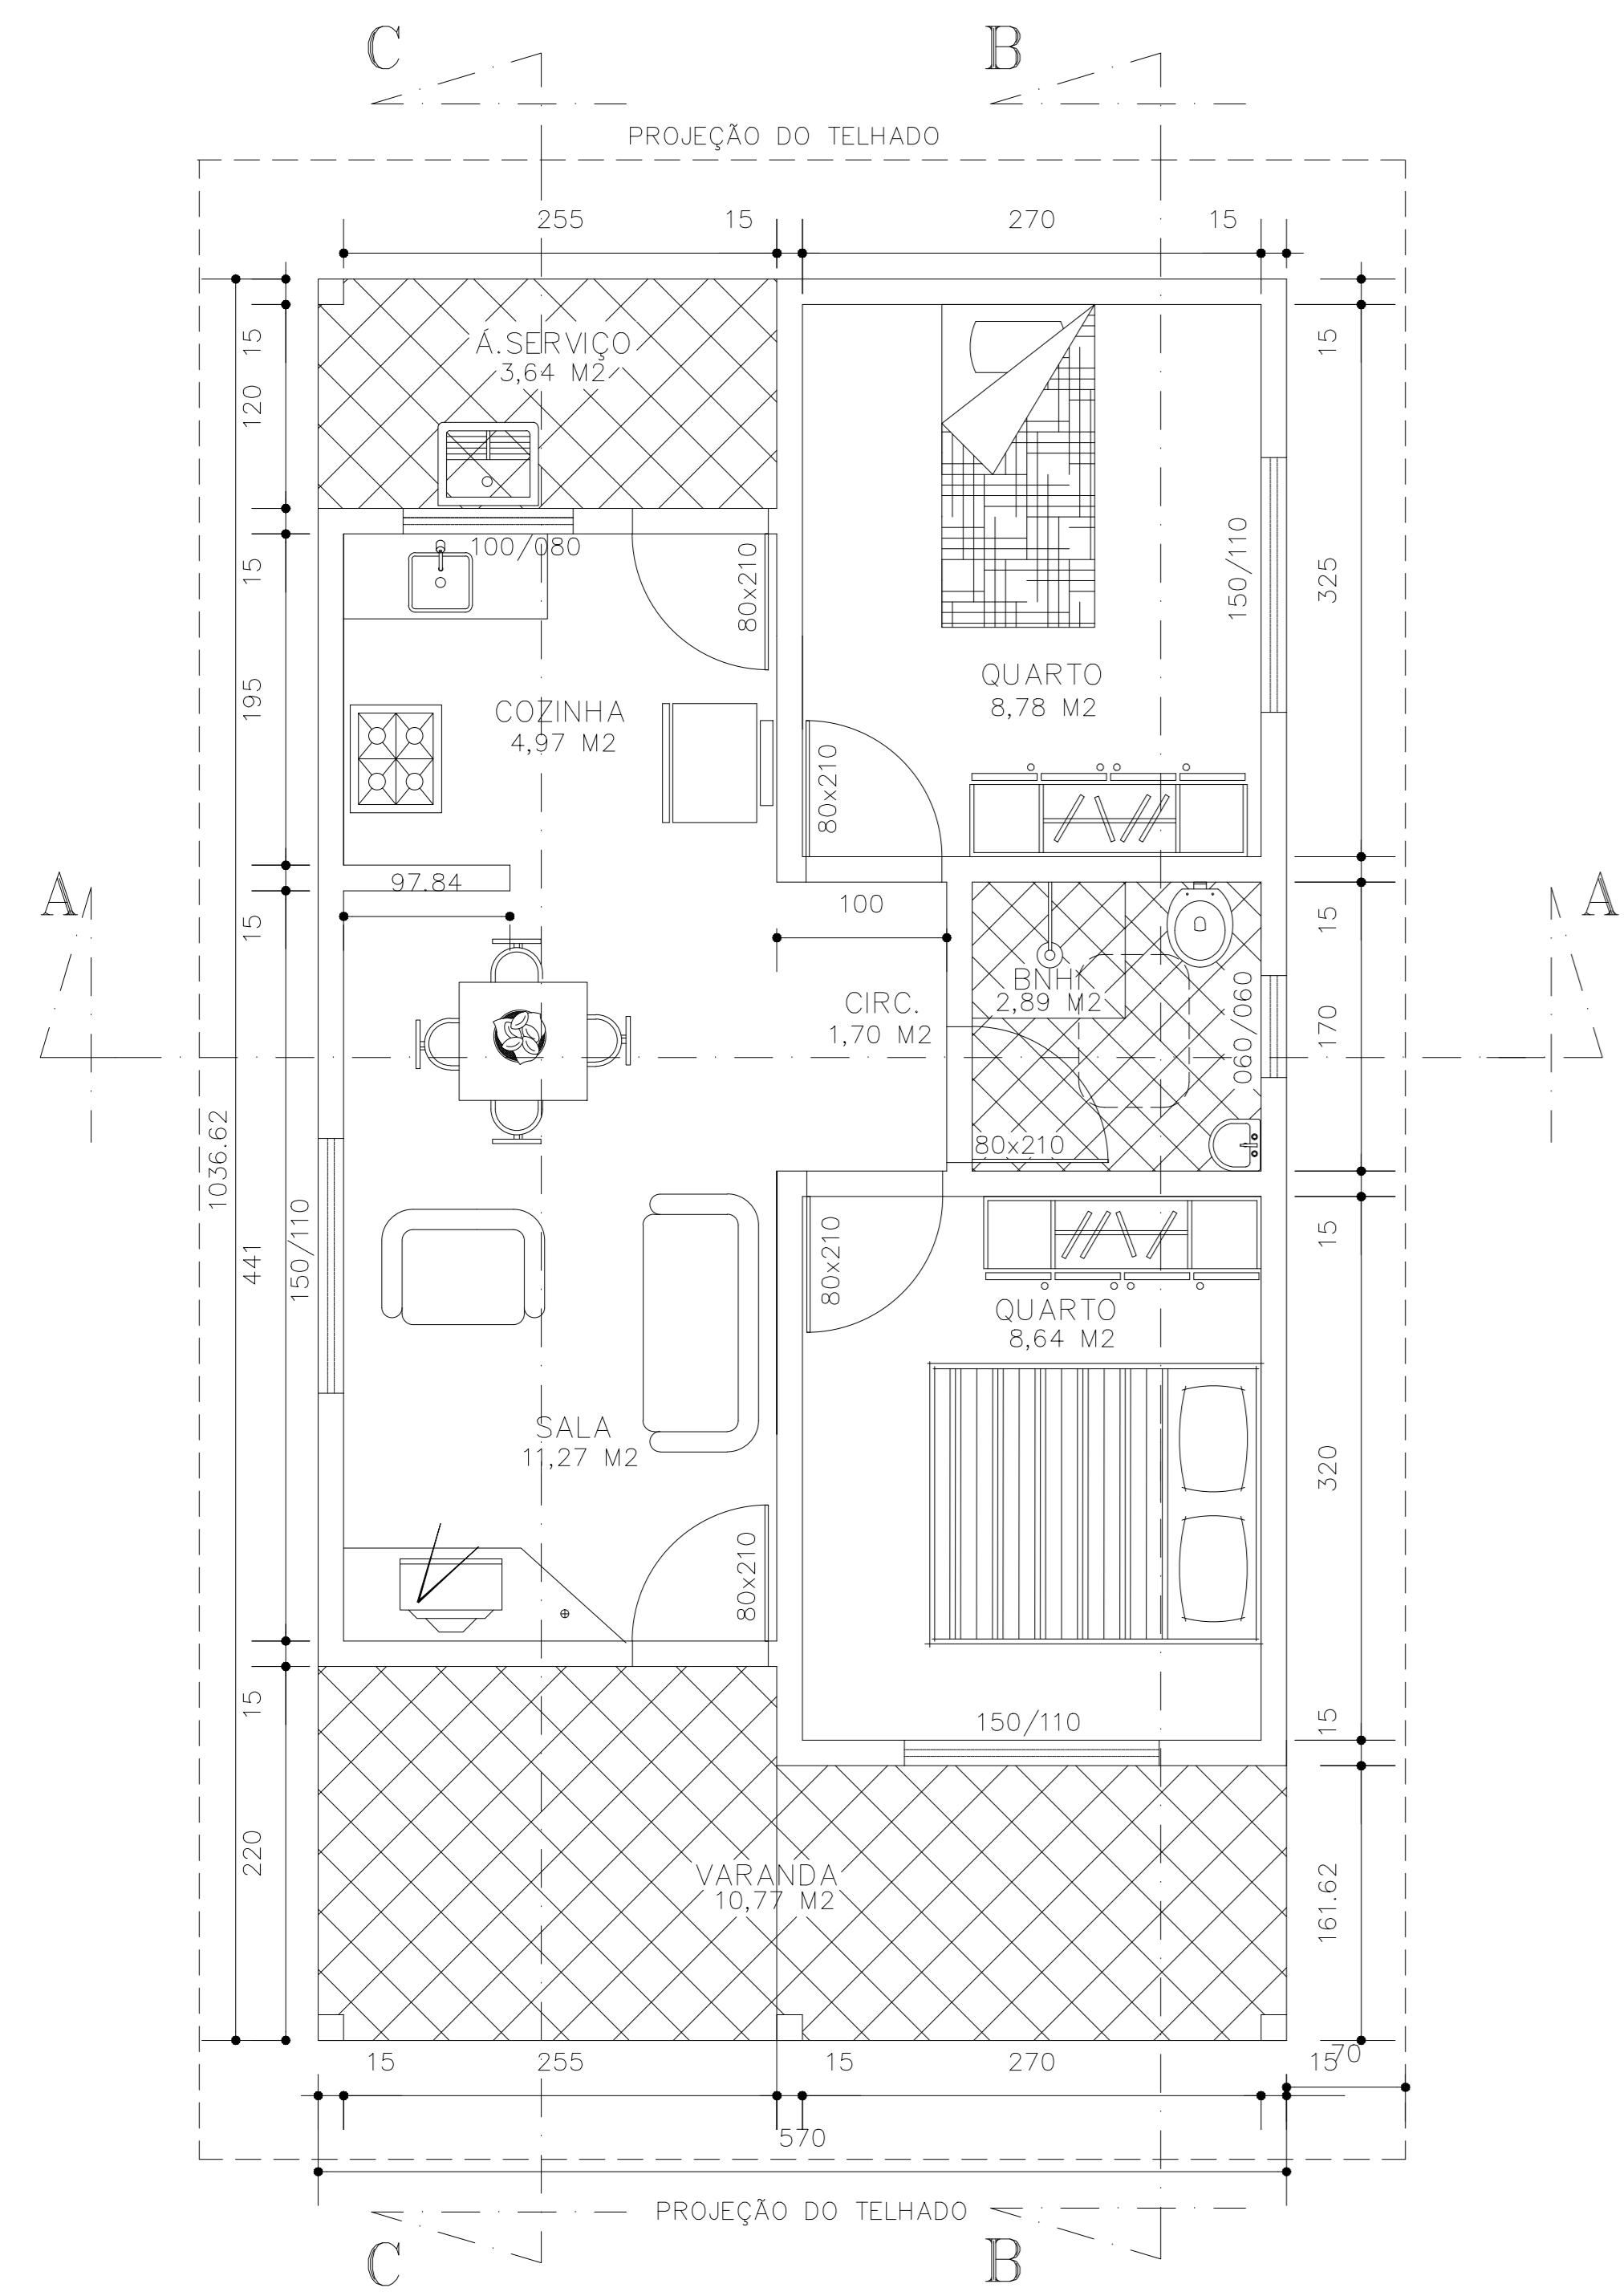 C
B
PROJEÇÃO DO TELHADO
255
15
270
15
Á.SERVIÇO
3,64 M2
15
120
15
195
15
441
15
220
1036.62
100/080
80x210
COZINHA
4,97 M2
QUARTO
8,78 M2
150/110
80x210
15
325
15
170
15
320
15
161.62
A
A
97.84
100
CIRC.
1,70 M2
BNH
2,89 M2
060/060
80x210
150/110
80x210
QUARTO
8,64 M2
SALA
11,27 M2
80x210
150/110
VARANDA
10,77 M2
15
255
15
270
15
70
570
PROJEÇÃO DO TELHADO
C
B